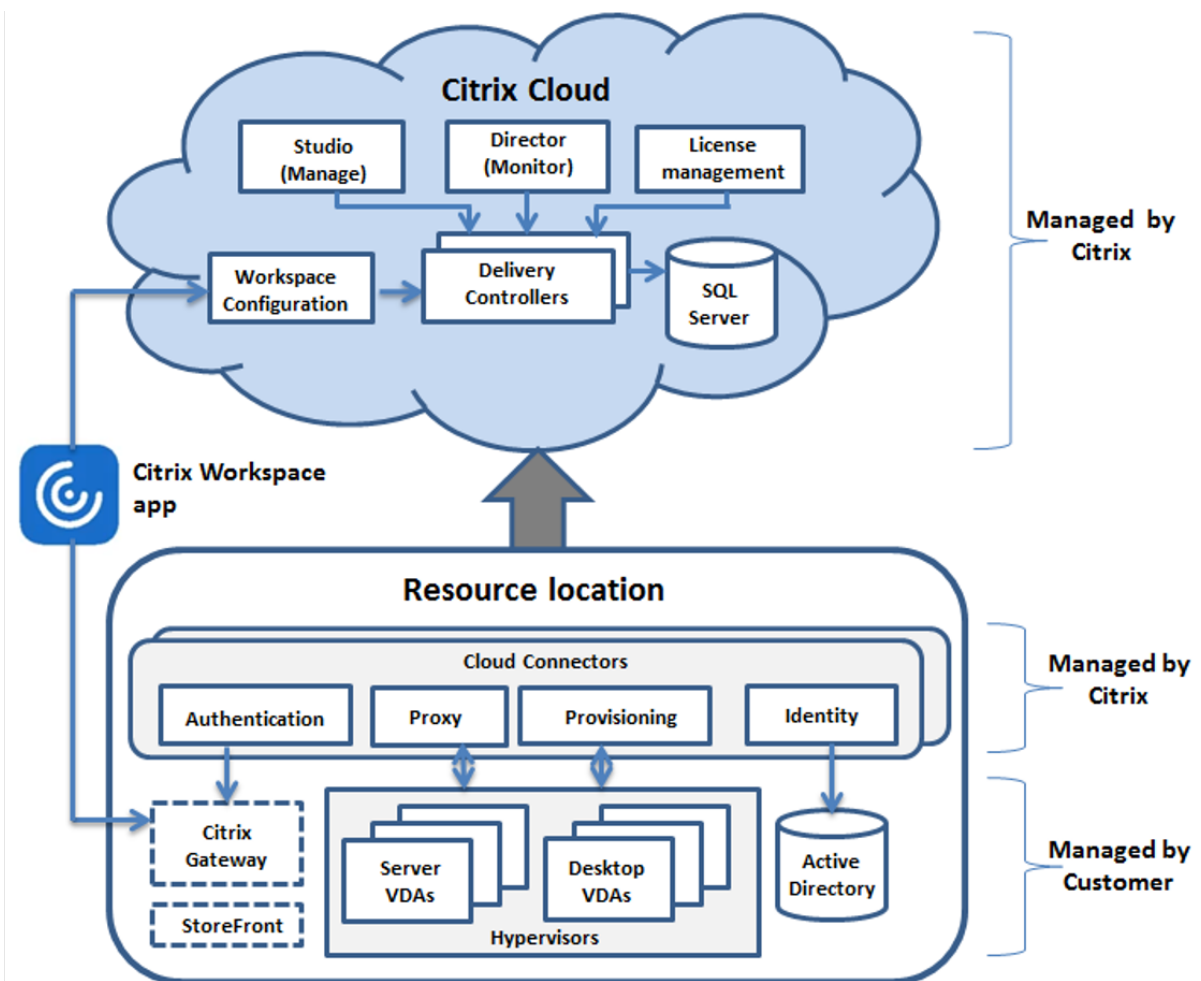 Citrix Cloud
Studio
(Manage)
Director
(Monitor)
License
management
Managed by
Citrix
Workspace
Configuration
Delivery
Controllers
SQL
Server
Citrix Workspace
app
Resource location
Cloud Connectors
Authentication
Proxy
Provisioning
Identity
Managed by
Citrix
Citrix
Gateway
StoreFront
Server
VDAs
Desktop
VDAs
Hypervisors
Active
Directory
Managed by
Customer